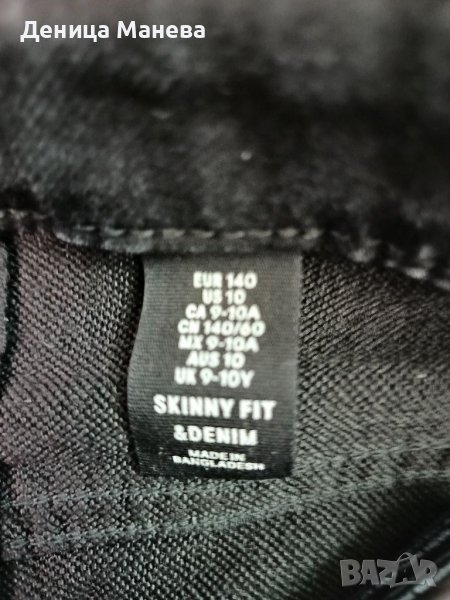 Деница Манева
EUR 140
US 10
CA 9-10A
CN 140/60
MX 9-10A
AUS 10
UK 9-10Y
SKINNY FIT
&DENIM
MADE IN
BANGLADESH
BAZAR